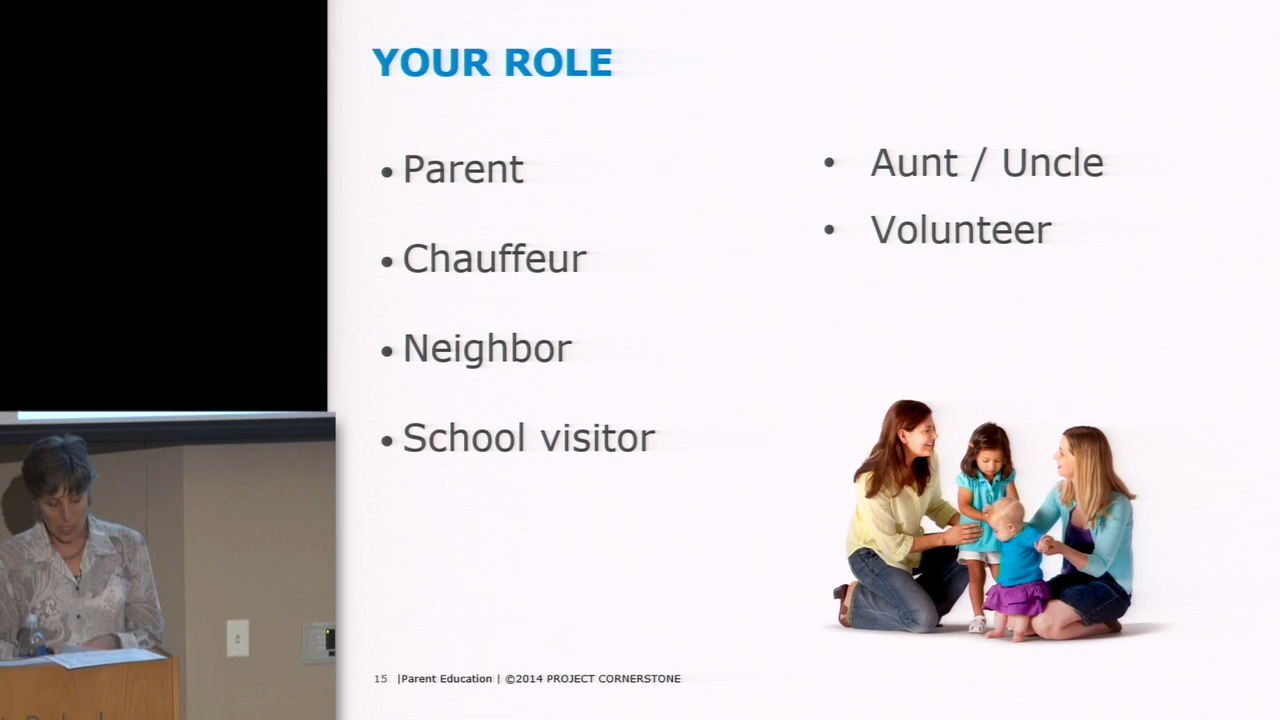 YOUR ROLE
• Parent
• Chauffeur
• Neighbor
• School visitor
• Aunt / Uncle
• Volunteer
15 |Parent Education | ©2014 PROJECT CORNERSTONE